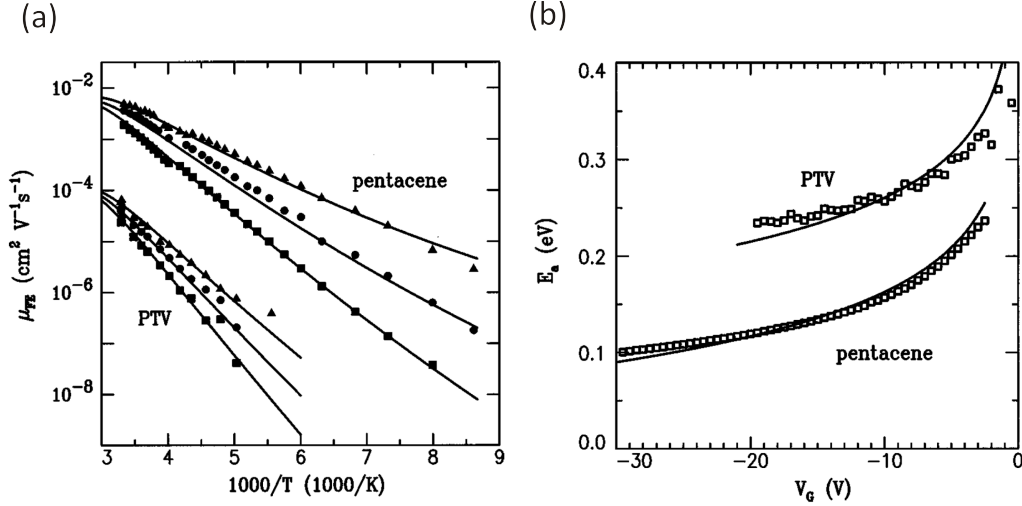 (a)
(b)
10⁻²
10⁻⁴
10⁻⁶
10⁻⁸
μFE (cm² V⁻¹s⁻¹)
pentacene
PTV
3 4 5 6 7 8 9
1000/T (1000/K)
0.4
0.3
0.2
0.1
0.0
Eₐ (eV)
PTV
pentacene
−30 −20 −10 0
V_G (V)